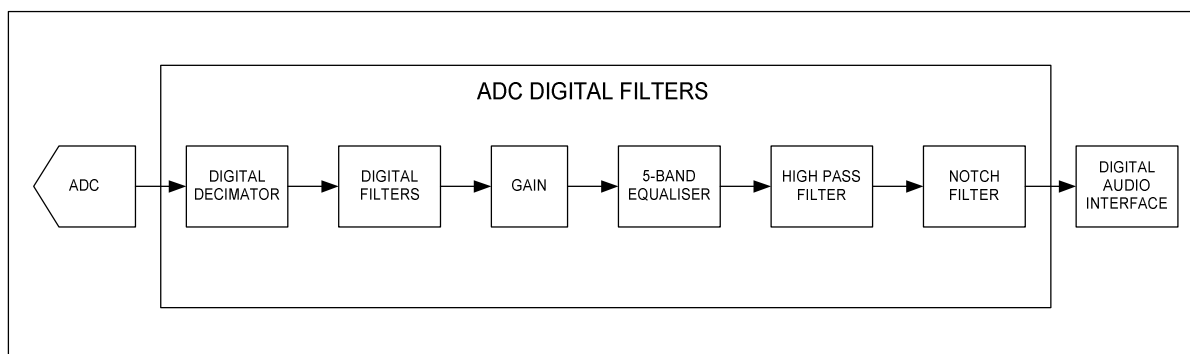 ADC DIGITAL FILTERS
ADC
DIGITAL
DECIMATOR
DIGITAL
FILTERS
GAIN
5-BAND
EQUALISER
HIGH PASS
FILTER
NOTCH
FILTER
DIGITAL
AUDIO
INTERFACE